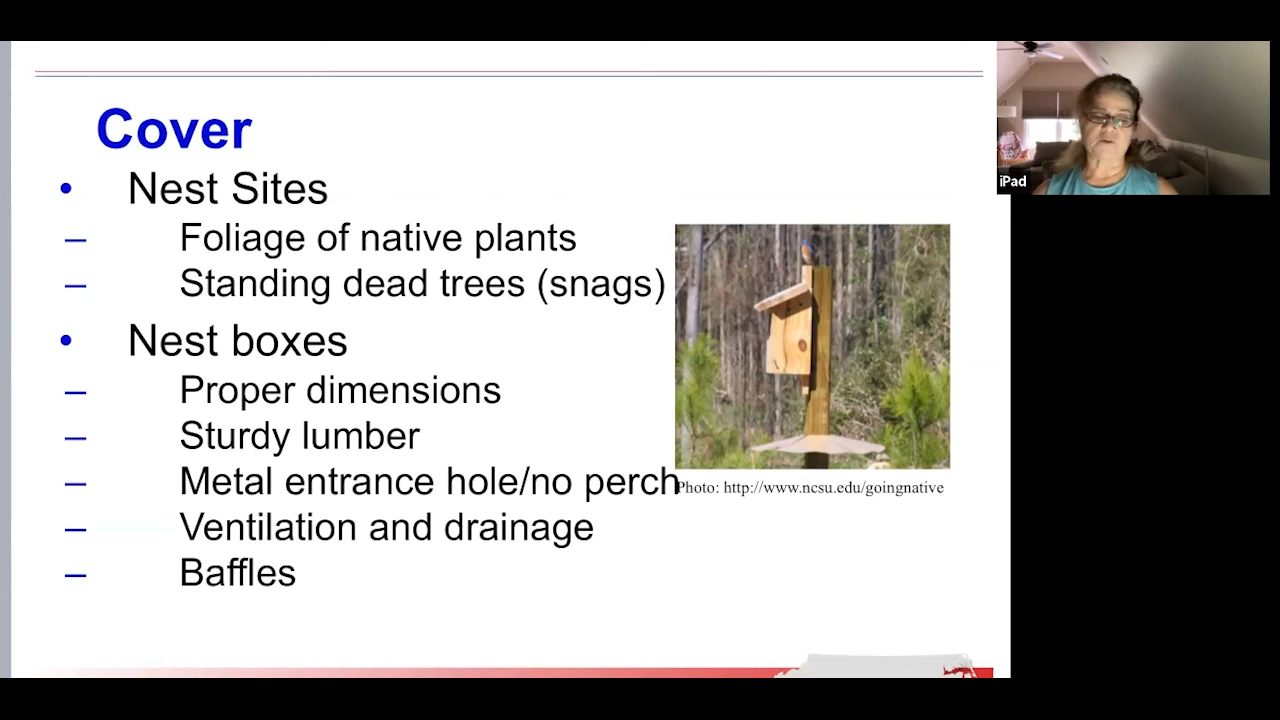 Cover
• Nest Sites
– Foliage of native plants
– Standing dead trees (snags)
• Nest boxes
– Proper dimensions
– Sturdy lumber
– Metal entrance hole/no perch
– Ventilation and drainage
– Baffles
Photo: http://www.ncsu.edu/goingnative
iPad